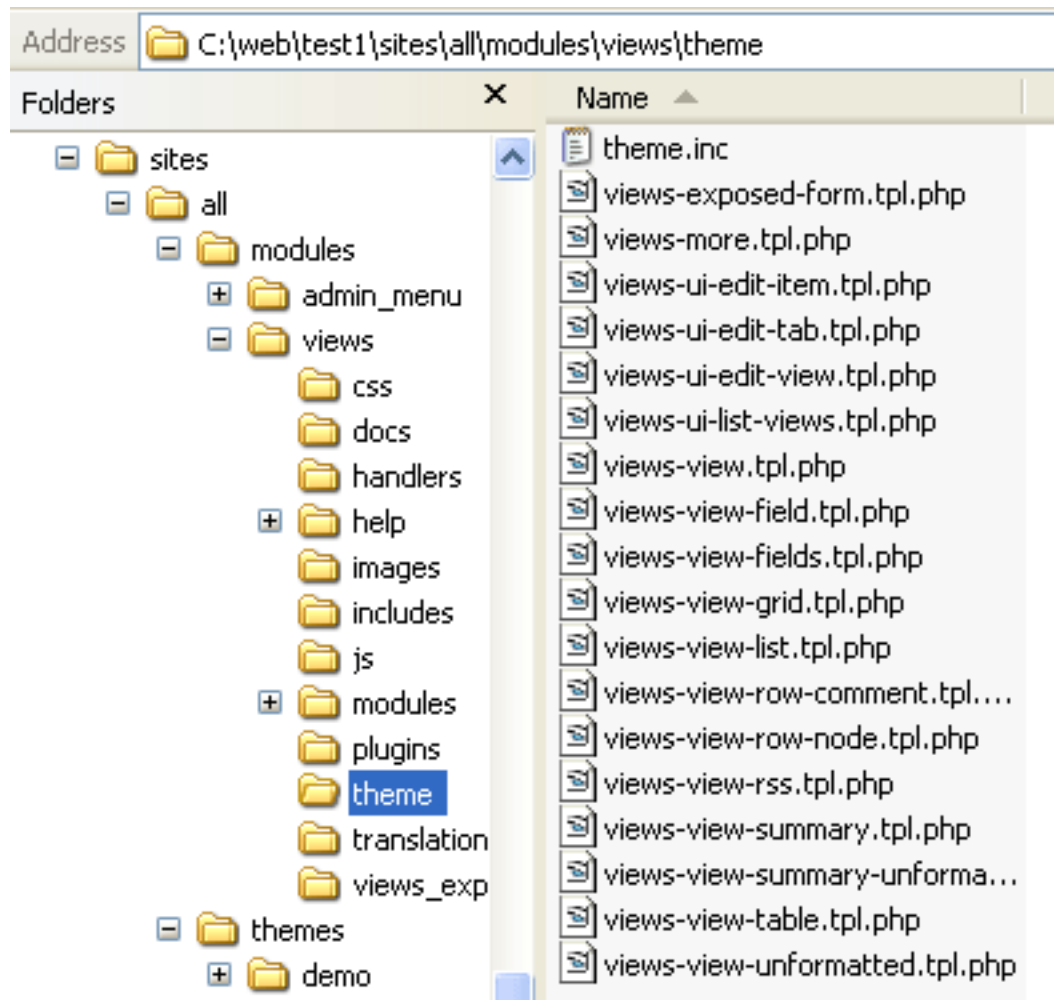 Address C:\web\test1\sites\all\modules\views\theme
Folders
sites
all
modules
admin_menu
views
css
docs
handlers
help
images
includes
js
modules
plugins
theme
translation
views_exp
themes
demo
Name
theme.inc
views-exposed-form.tpl.php
views-more.tpl.php
views-ui-edit-item.tpl.php
views-ui-edit-tab.tpl.php
views-ui-edit-view.tpl.php
views-ui-list-views.tpl.php
views-view.tpl.php
views-view-field.tpl.php
views-view-fields.tpl.php
views-view-grid.tpl.php
views-view-list.tpl.php
views-view-row-comment.tpl....
views-view-row-node.tpl.php
views-view-rss.tpl.php
views-view-summary.tpl.php
views-view-summary-unforma...
views-view-table.tpl.php
views-view-unformatted.tpl.php